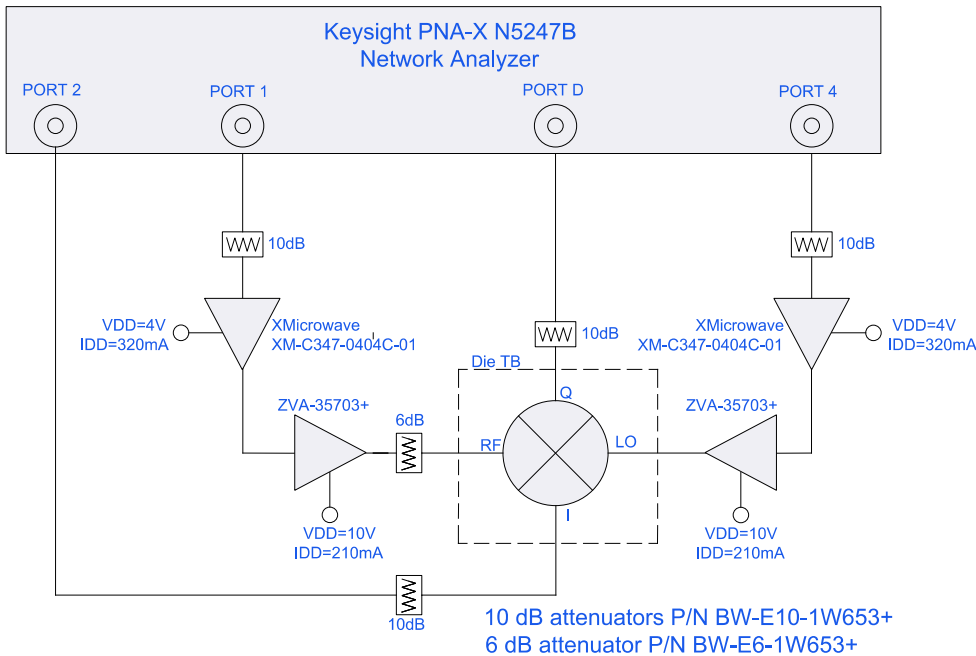 Keysight PNA-X N5247B
Network Analyzer
PORT 2
PORT 1
PORT D
PORT 4
10dB
10dB
VDD=4V
IDD=320mA
XMicrowave
XM-C347-0404C-01
10dB
XMicrowave
XM-C347-0404C-01
VDD=4V
IDD=320mA
Die TB
ZVA-35703+
6dB
Q
ZVA-35703+
RF
LO
I
VDD=10V
IDD=210mA
VDD=10V
IDD=210mA
10dB
10 dB attenuators P/N BW-E10-1W653+
6 dB attenuator P/N BW-E6-1W653+